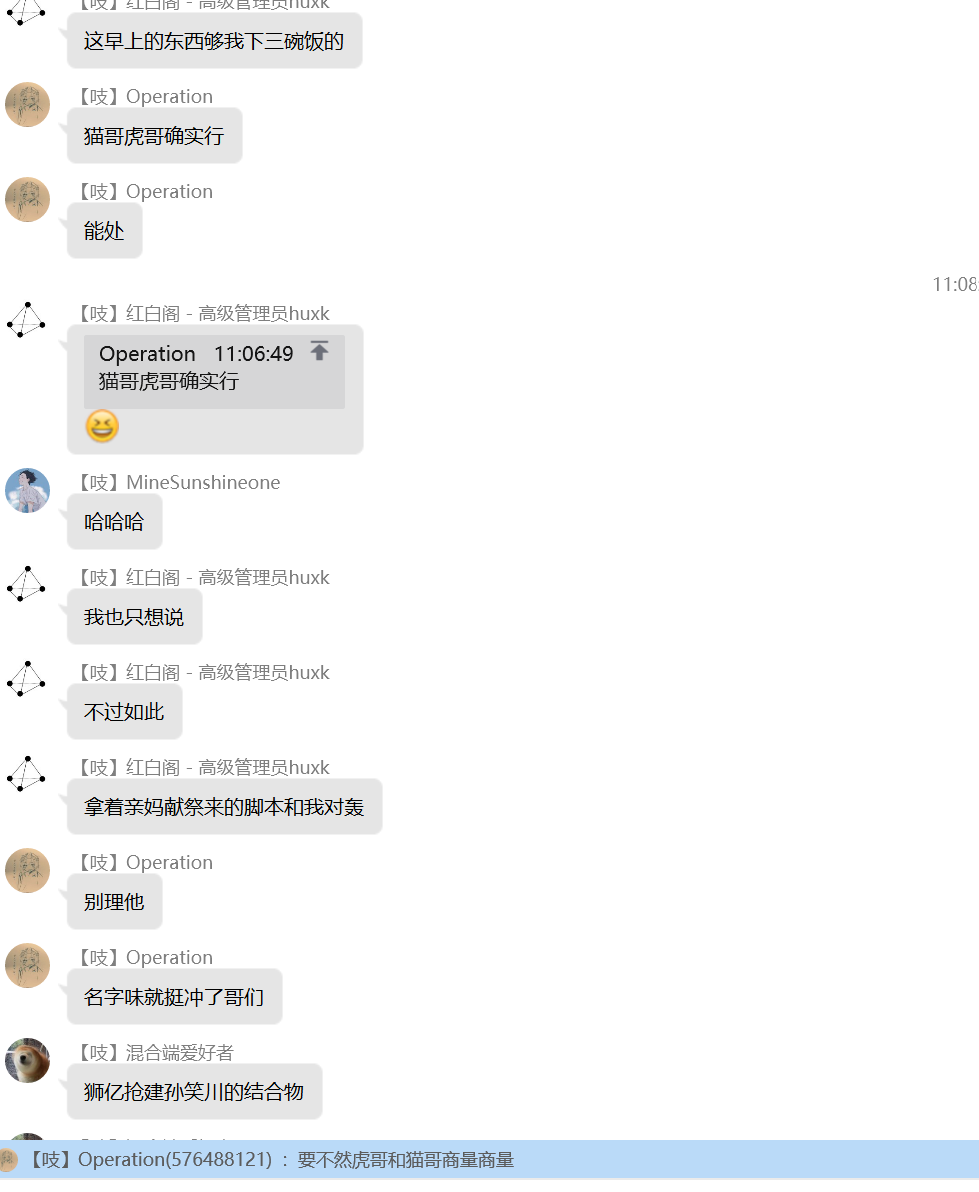 【吱】红白阁 - 高级管理员huxk
这早上的东西够我下三碗饭的
【吱】Operation
猫哥虎哥确实行
【吱】Operation
能处
11:08
【吱】红白阁 - 高级管理员huxk
Operation 11:06:49
猫哥虎哥确实行
【吱】MineSunshineone
哈哈哈
【吱】红白阁 - 高级管理员huxk
我也只想说
【吱】红白阁 - 高级管理员huxk
不过如此
【吱】红白阁 - 高级管理员huxk
拿着亲妈献祭来的脚本和我对轰
【吱】Operation
别理他
【吱】Operation
名字味就挺冲了哥们
【吱】混合端爱好者
狮亿抢建孙笑川的结合物
【吱】Operation(576488121) ：要不然虎哥和猫哥商量商量